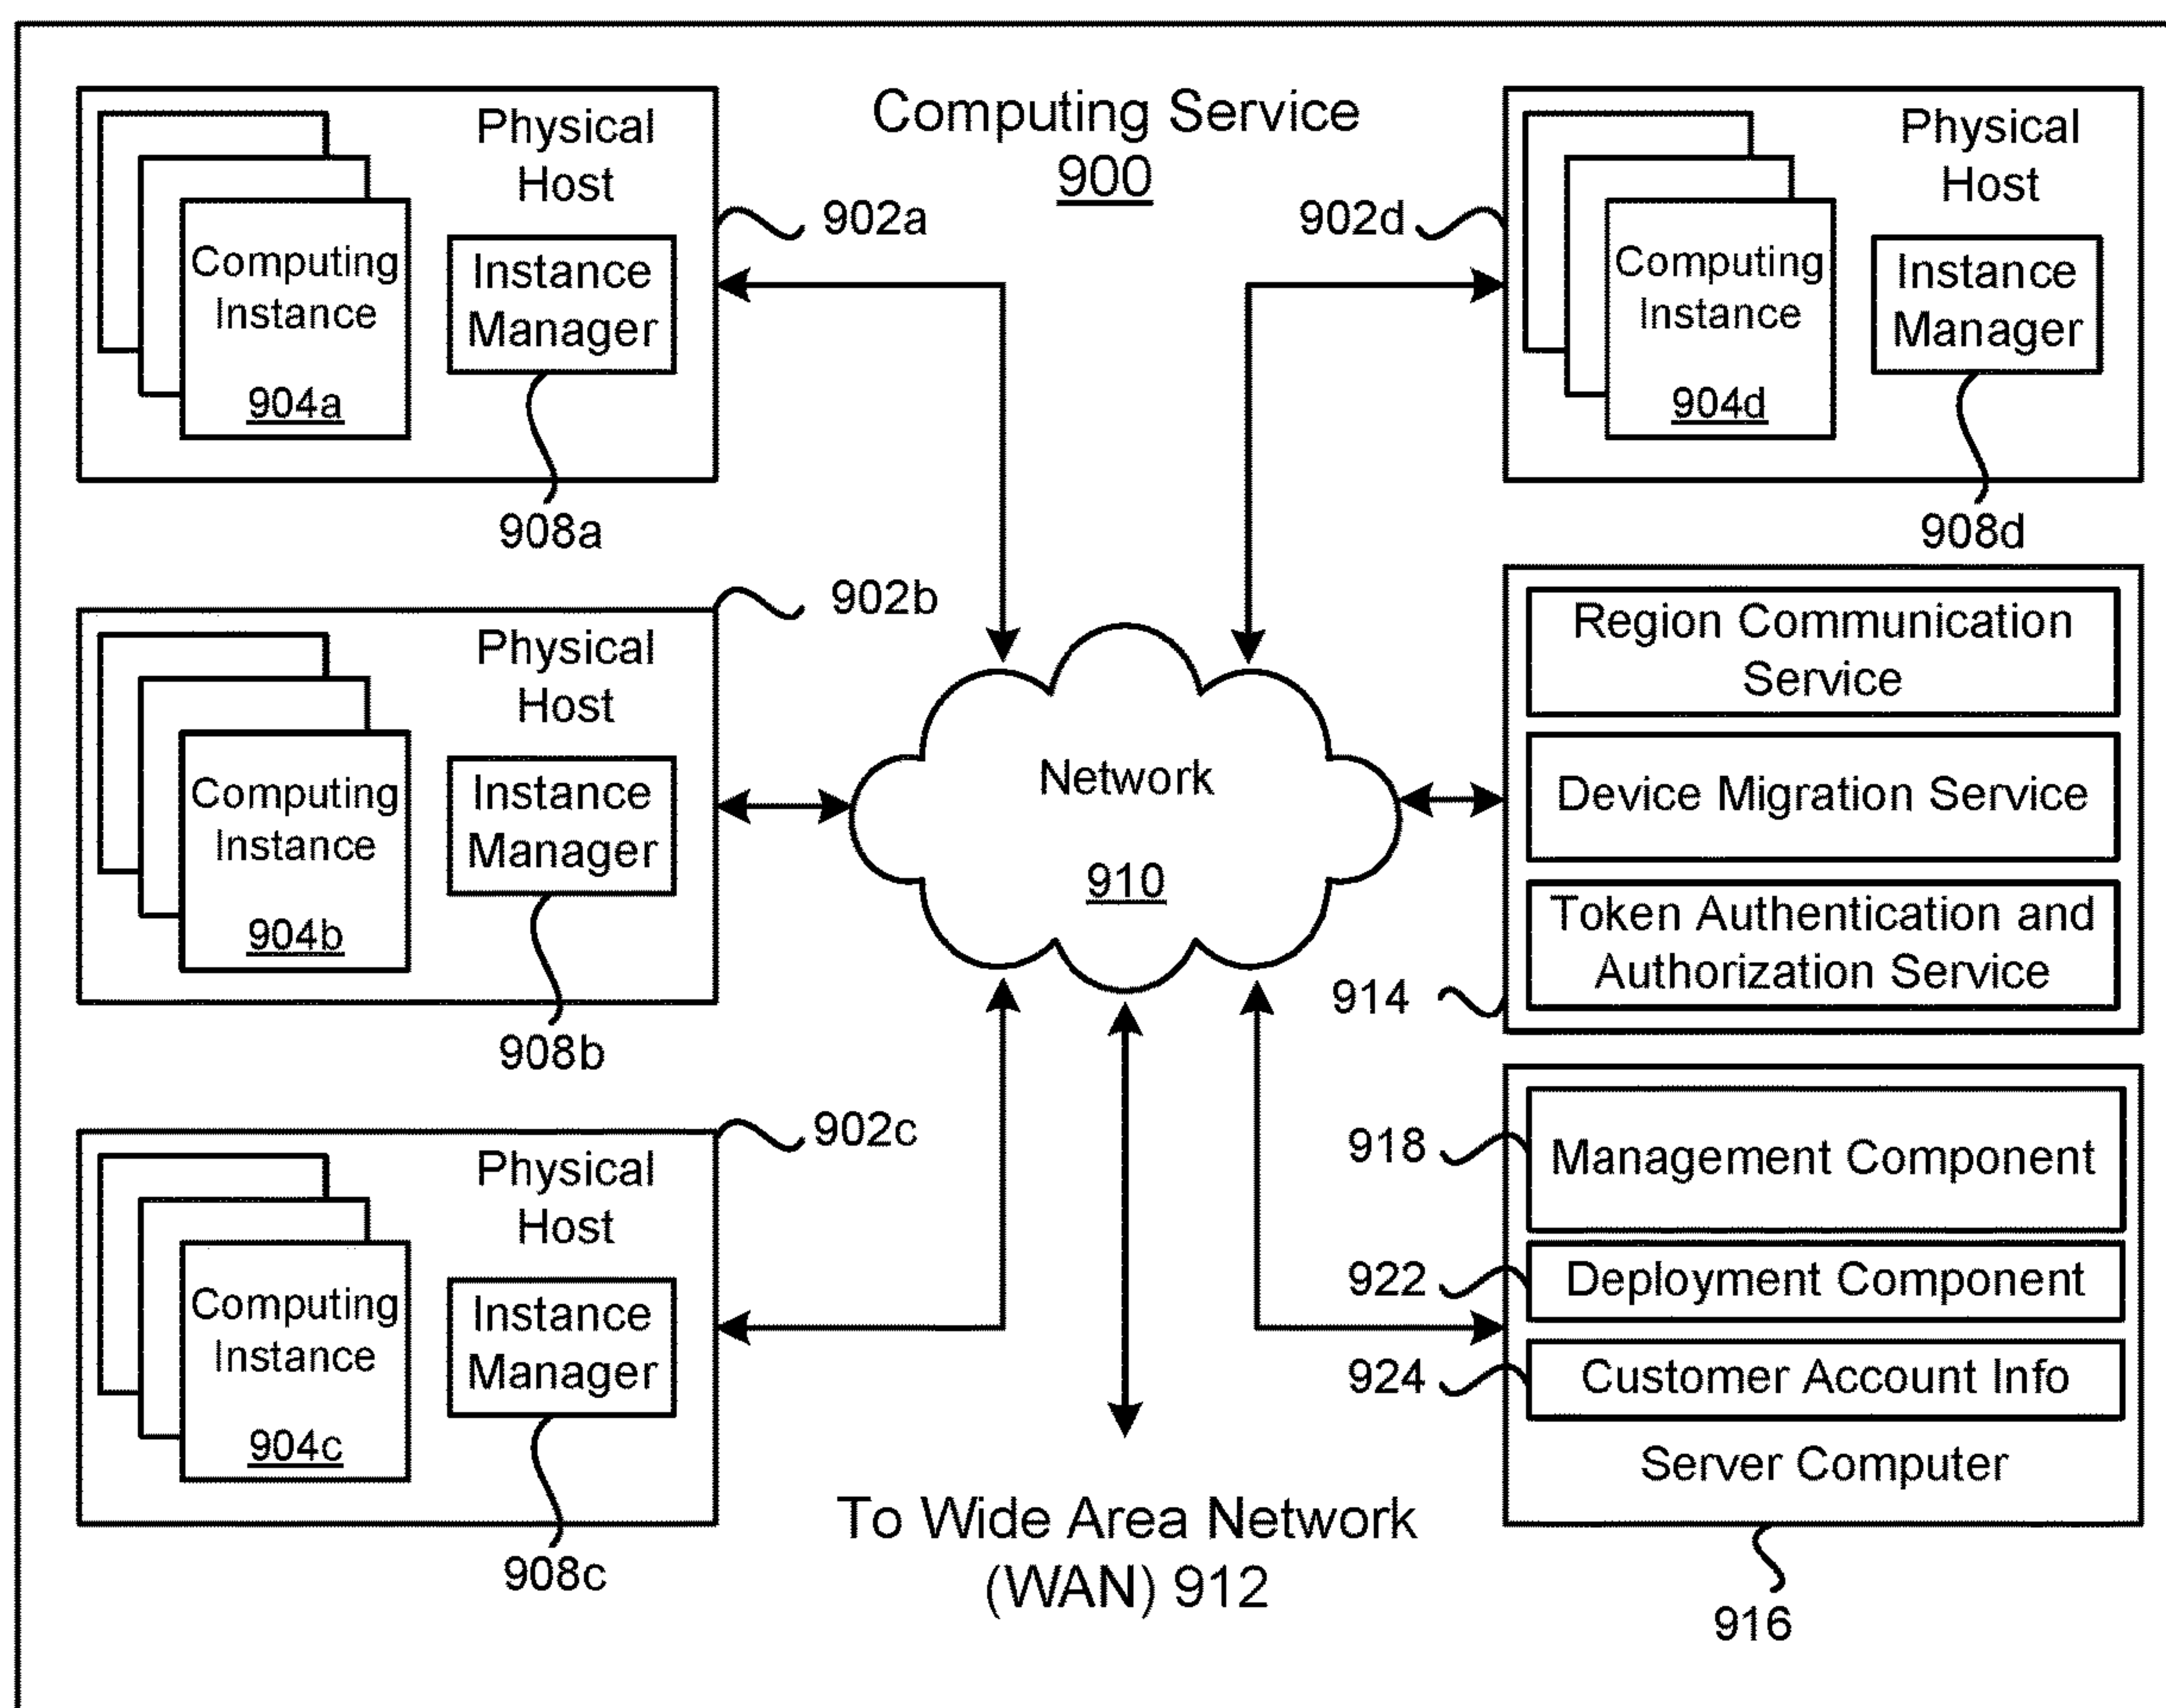 Computing Service
900
Physical
Host
Computing
Instance
904a
Instance
Manager
902a
908a
Physical
Host
Computing
Instance
904d
Instance
Manager
902d
908d
Physical
Host
Computing
Instance
904b
Instance
Manager
902b
908b
Network
910
Region Communication
Service
Device Migration Service
Token Authentication and
Authorization Service
914
Physical
Host
Computing
Instance
904c
Instance
Manager
902c
908c
To Wide Area Network
(WAN) 912
918
Management Component
922
Deployment Component
924
Customer Account Info
Server Computer
916